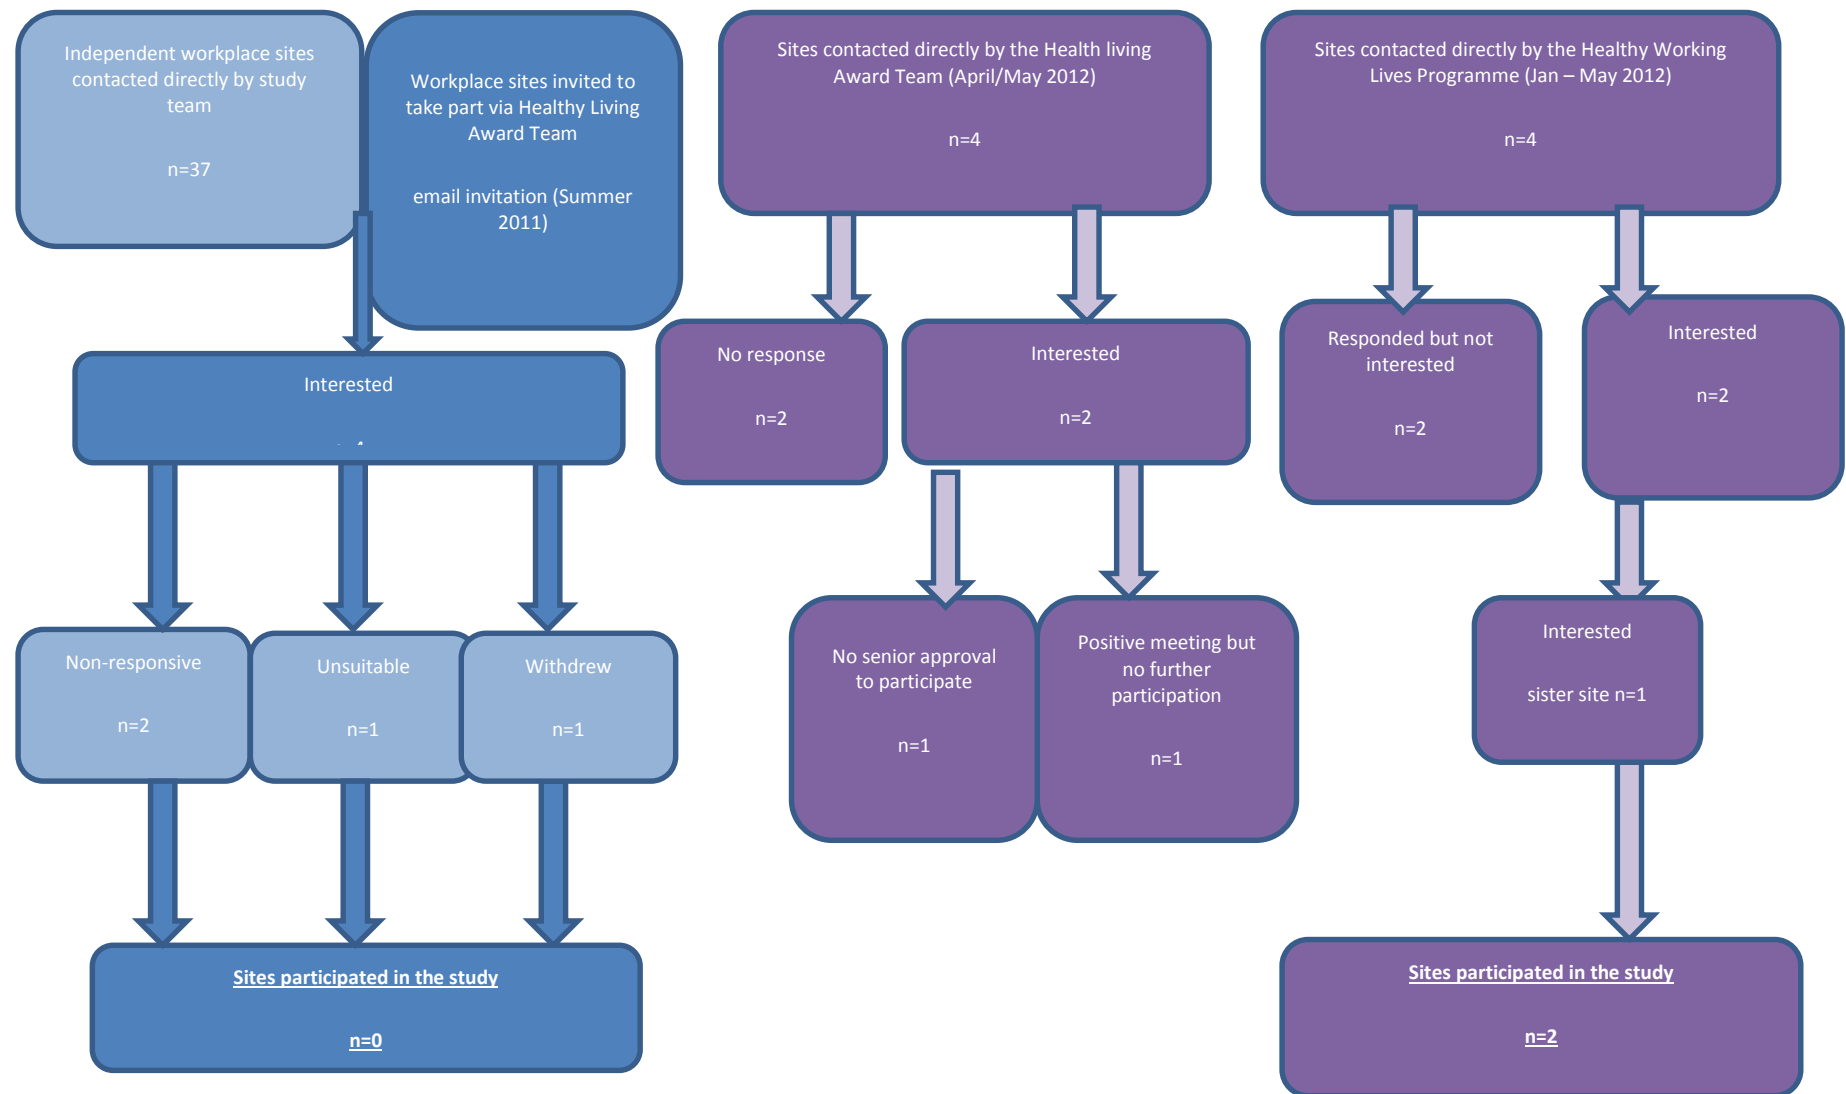 Independent workplace sites
contacted directly by study
team
n=37
Workplace sites invited to
take part via Healthy Living
Award Team
email invitation (Summer
2011)
Interested
Non-responsive
n=2
Unsuitable
n=1
Withdrew
n=1
Sites participated in the study
n=0
Sites contacted directly by the Health living
Award Team (April/May 2012)
n=4
No response
n=2
Interested
n=2
No senior approval
to participate
n=1
Positive meeting but
no further
participation
n=1
Sites contacted directly by the Healthy Working
Lives Programme (Jan – May 2012)
n=4
Responded but not
interested
n=2
Interested
n=2
Interested
sister site n=1
Sites participated in the study
n=2